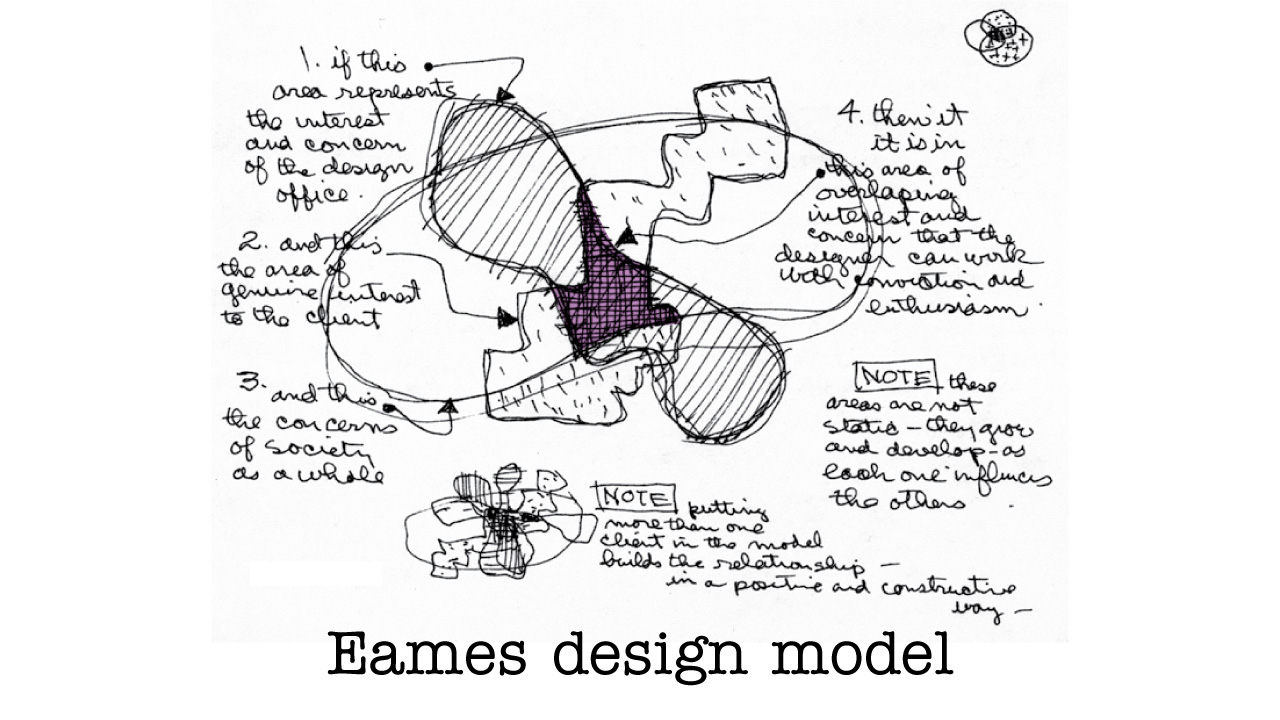 1. if this
area represents
the interest
and concern
of the design
office.
2. and this
the area of
genuine interest
to the client
3. and this
the concerns
of society
as a whole
4. then it
it is in
this area of
overlaping
interest and
concern that the
designer can work
with conviction and
enthusiasm.
NOTE these
areas are not
static – they grow
and develop – as
each one influences
the others.
NOTE putting
more than one
client in the model
builds the relationship –
in a positive and constructive
way –
Eames design model